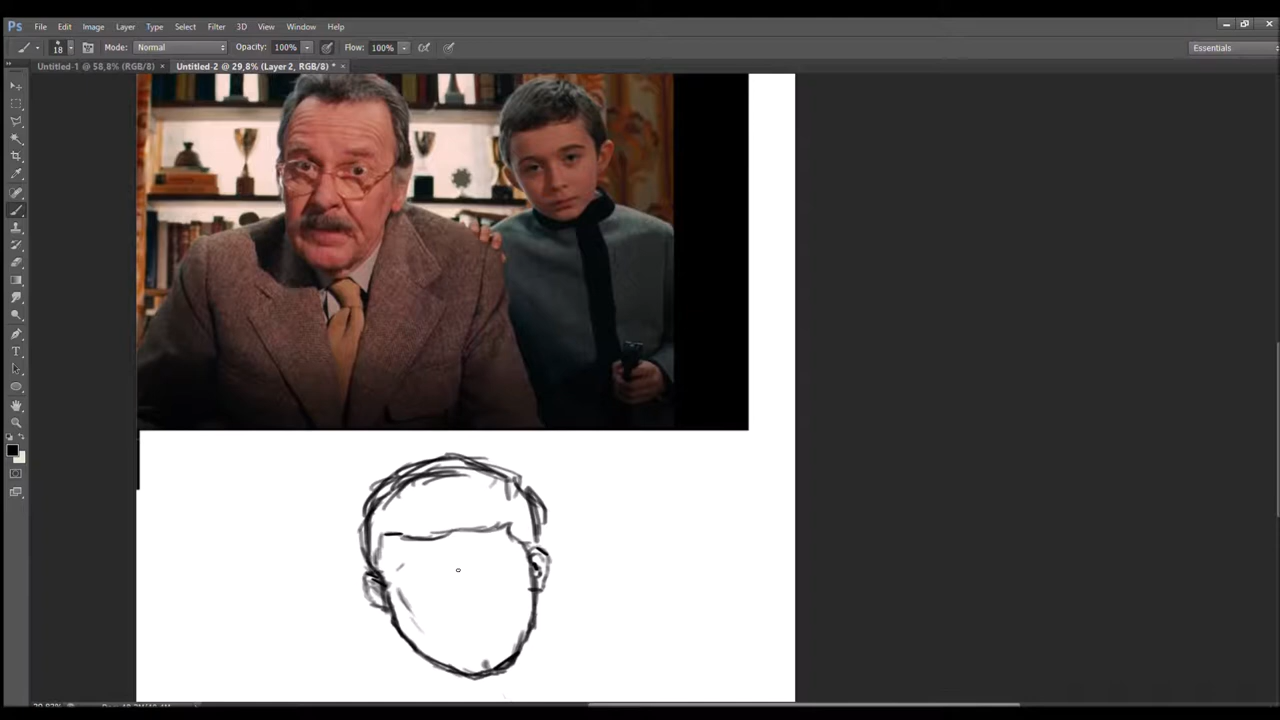 Ps File Edit Image Layer Type Select Filter 3D View Window Help
18 Mode: Normal Opacity: 100% Flow: 100% Essentials
Untitled-1 @ 58,8% (RGB/8) × Untitled-2 @ 29,8% (Layer 2, RGB/8) * ×